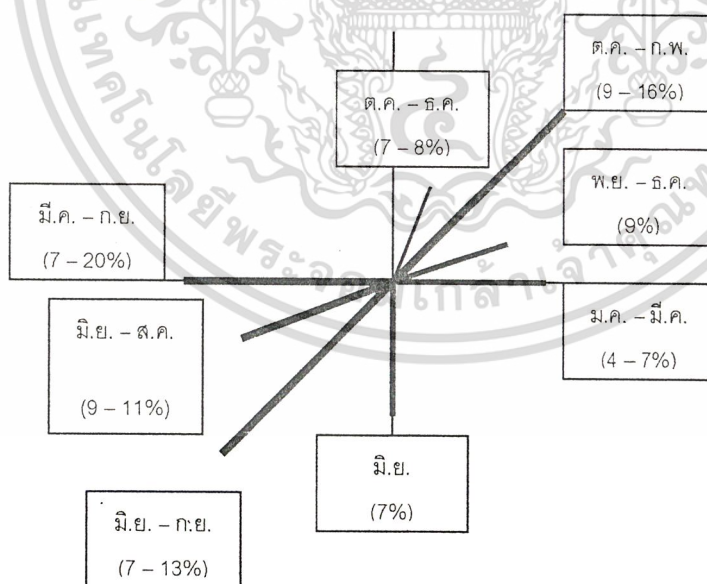 ต.ค. – ก.พ.
(9 – 16%)
ต.ค. – ธ.ค.
(7 – 8%)
พ.ย. – ธ.ค.
(9%)
มี.ค. – ก.ย.
(7 – 20%)
ม.ค. – มี.ค.
(4 – 7%)
มิ.ย. – ส.ค.
(9 – 11%)
มิ.ย.
(7%)
มิ.ย. – ก.ย.
(7 – 13%)